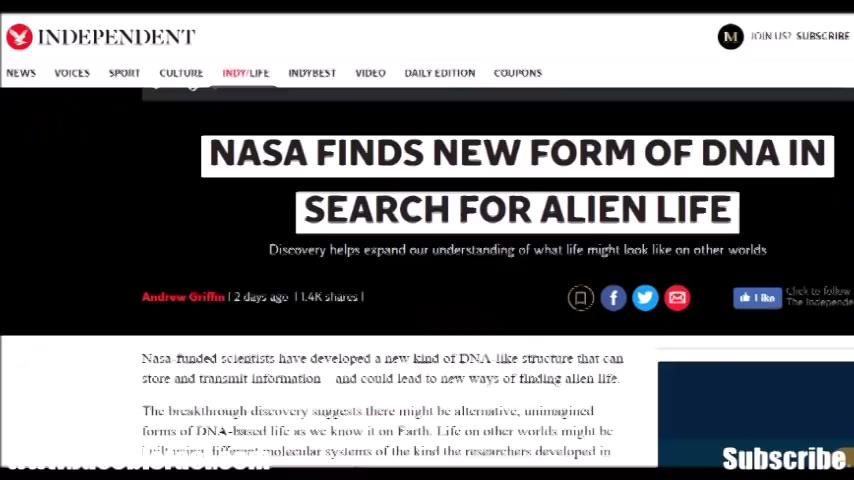 INDEPENDENT
M JOIN US? SUBSCRIBE
NEWS VOICES SPORT CULTURE INDY/LIFE INDYBEST VIDEO DAILY EDITION COUPONS
NASA FINDS NEW FORM OF DNA IN
SEARCH FOR ALIEN LIFE
Discovery helps expand our understanding of what life might look like on other worlds
Andrew Griffin | 2 days ago | 1.4K shares |
Like
Click to follow
The Independe
Nasa-funded scientists have developed a new kind of DNA-like structure that can
store and transmit information – and could lead to new ways of finding alien life.
The breakthrough discovery suggests there might be alternative, unimagined
forms of DNA-based life as we know it on Earth. Life on other worlds might be
using different molecular systems of the kind the researchers developed in
Subscribe.